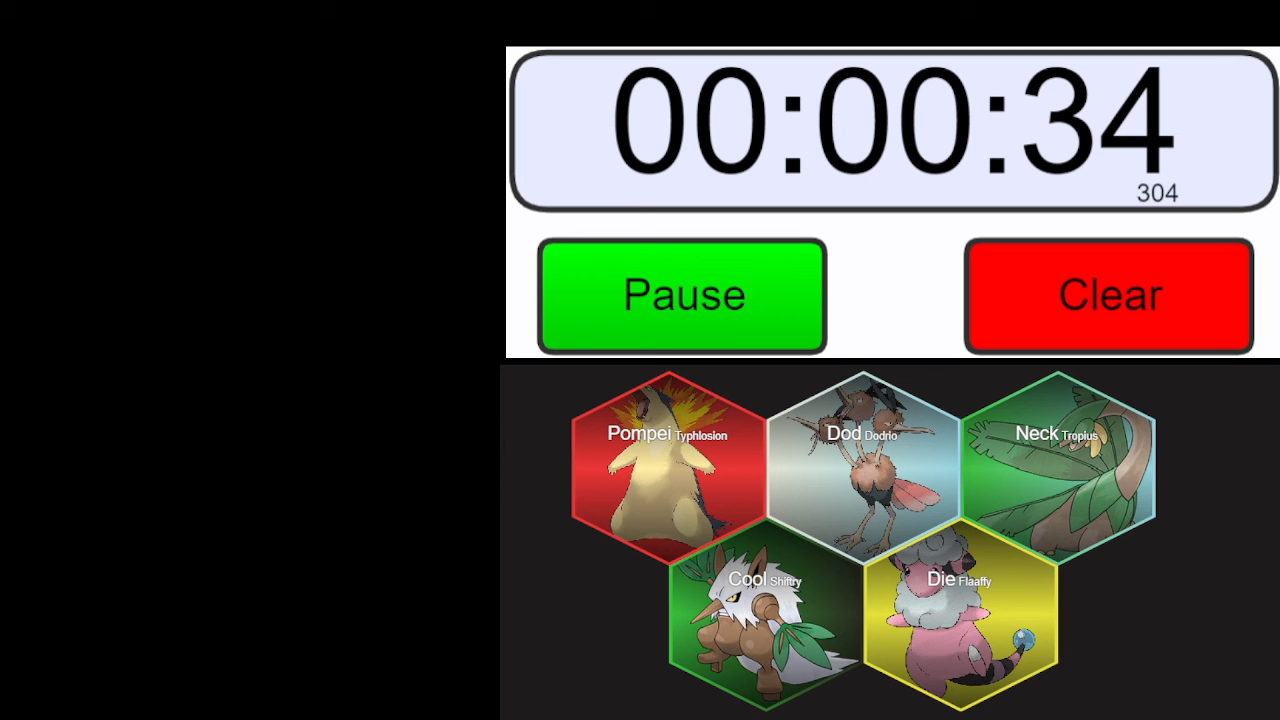 00:00:34
304
Pause Clear
Pompei Typhlosion Dod Dodrio Neck Tropius
Cool Shiftry Die Flaaffy